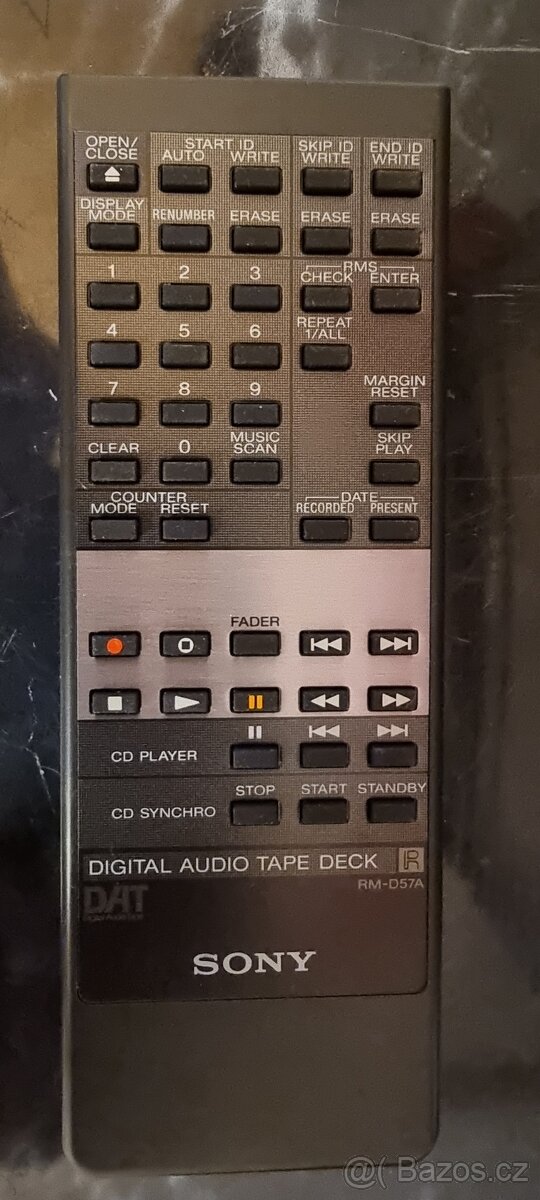 OPEN/
CLOSE
START ID
AUTO WRITE
SKIP ID
WRITE
END ID
WRITE
DISPLAY
MODE
RENUMBER ERASE ERASE ERASE
1 2 3
RMS
CHECK ENTER
4 5 6
REPEAT
1/ALL
7 8 9
MARGIN
RESET
CLEAR 0
MUSIC
SCAN
SKIP
PLAY
COUNTER
MODE RESET
DATE
RECORDED PRESENT
FADER
CD PLAYER
CD SYNCHRO
STOP START STANDBY
DIGITAL AUDIO TAPE DECK R
RM-D57A
DAT
Digital Audio Tape
SONY
@( Bazos.cz